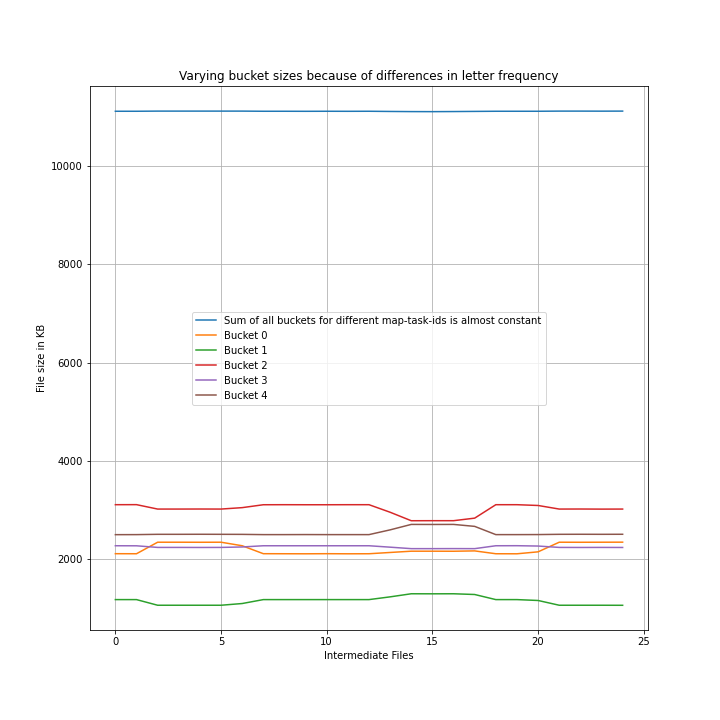 Varying bucket sizes because of differences in letter frequency
10000
8000
6000
4000
2000
File size in KB
Sum of all buckets for different map-task-ids is almost constant
Bucket 0
Bucket 1
Bucket 2
Bucket 3
Bucket 4
0 5 10 15 20 25
Intermediate Files